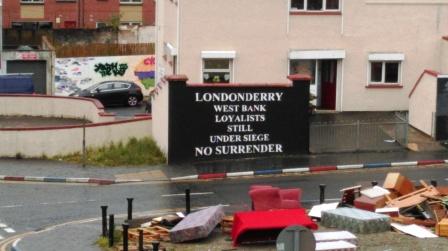 LONDONDERRY
WEST BANK
LOYALISTS
STILL
UNDER SIEGE
NO SURRENDER